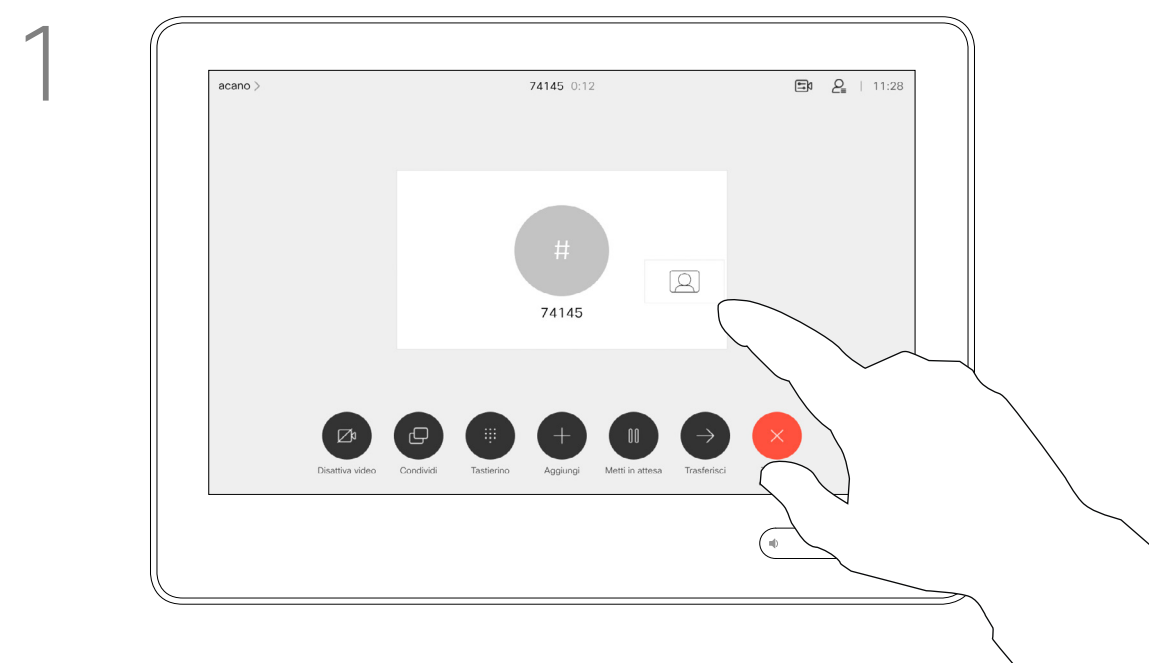 1
acano >
74145 0:12
11:28
#
74145
Disattiva video
Condividi
Tastierino
Aggiungi
Metti in attesa
Trasferisci